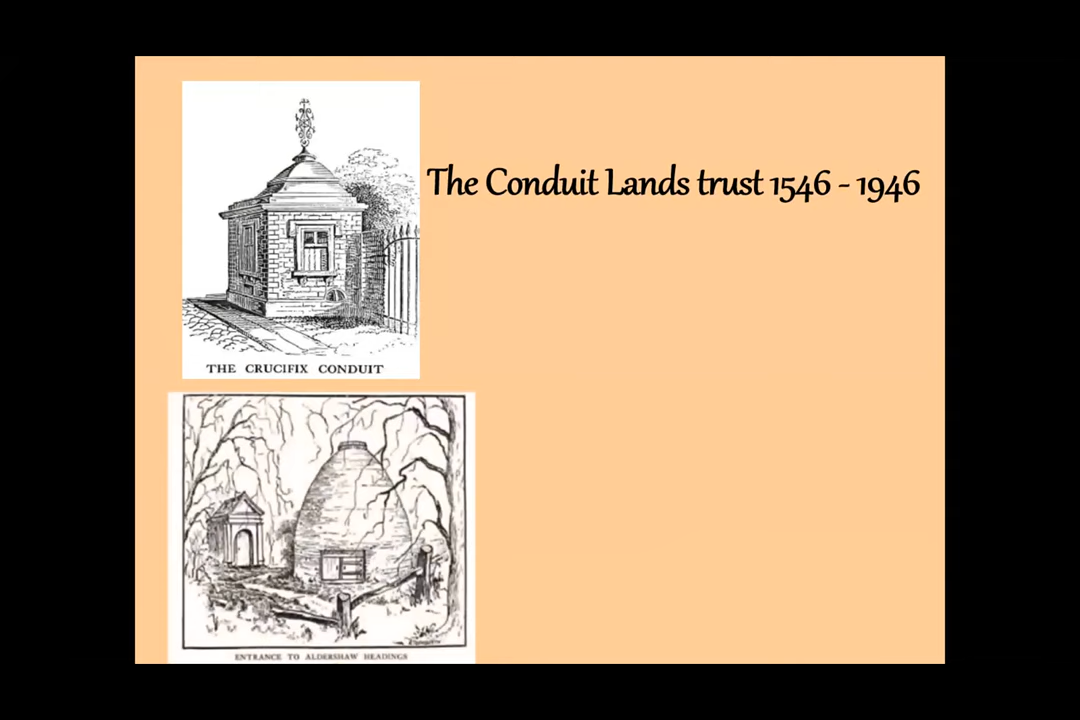 The Conduit Lands trust 1546 - 1946
THE CRUCIFIX CONDUIT
ENTRANCE TO ALDERSHAW HEADINGS